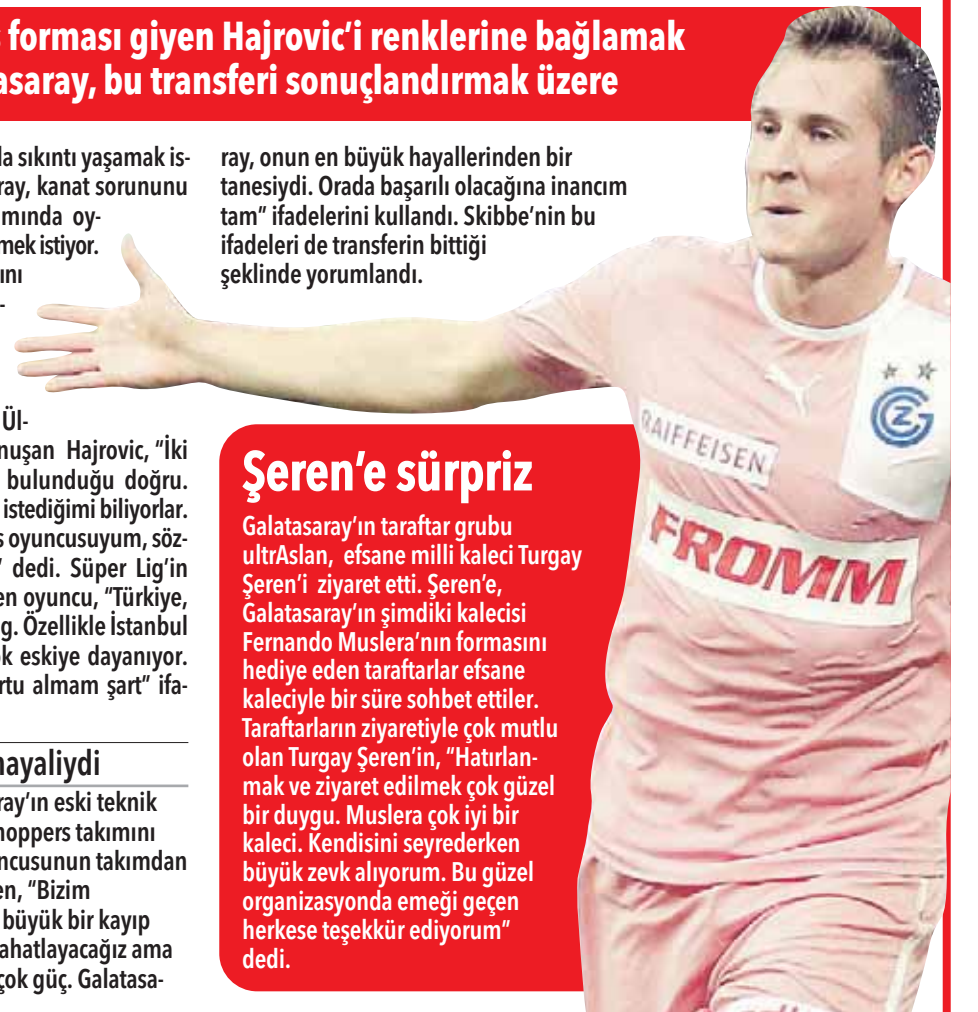 forması giyen Hajrovic’i renklerine bağlamak
asaray, bu transferi sonuçlandırmak üzere
da sıkıntı yaşamak is-
ray, kanat sorununu
mında oy-
mek istiyor.
ını
-
Ül-
nuşan Hajrovic, “İki
bulunduğu doğru.
istediğimi biliyorlar.
s oyuncusuyum, söz-
” dedi. Süper Lig’in
en oyuncu, “Türkiye,
g. Özellikle İstanbul
ok eskiye dayanıyor.
rtu almam şart” ifa-
hayaliydi
ray’ın eski teknik
hoppers takımını
ncusunun takımdan
en, “Bizim
büyük bir kayıp
ahatlayacağız ama
çok güç. Galatasa-
ray, onun en büyük hayallerinden bir
tanesiydi. Orada başarılı olacağına inancım
tam” ifadelerini kullandı. Skibbe’nin bu
ifadeleri de transferin bittiği
şeklinde yorumlandı.
Şeren’e sürpriz
Galatasaray’ın taraftar grubu
ultrAslan, efsane milli kaleci Turgay
Şeren’i ziyaret etti. Şeren’e,
Galatasaray’ın şimdiki kalecisi
Fernando Muslera’nın formasını
hediye eden taraftarlar efsane
kaleciyle bir süre sohbet ettiler.
Taraftarların ziyaretiyle çok mutlu
olan Turgay Şeren’in, “Hatırlan-
mak ve ziyaret edilmek çok güzel
bir duygu. Muslera çok iyi bir
kaleci. Kendisini seyrederken
büyük zevk alıyorum. Bu güzel
organizasyonda emeği geçen
herkese teşekkür ediyorum”
dedi.
RAIFFEISEN
FROMM